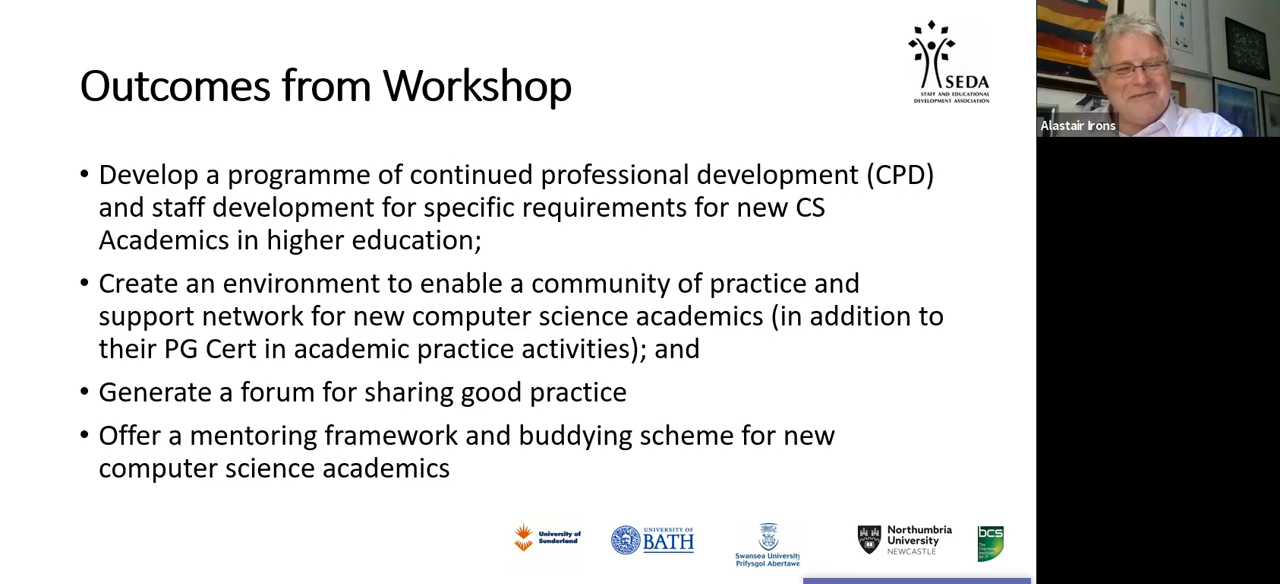 Outcomes from Workshop
SEDA
STAFF AND EDUCATIONAL
DEVELOPMENT ASSOCIATION
Alastair Irons
• Develop a programme of continued professional development (CPD)
and staff development for specific requirements for new CS
Academics in higher education;
• Create an environment to enable a community of practice and
support network for new computer science academics (in addition to
their PG Cert in academic practice activities); and
• Generate a forum for sharing good practice
• Offer a mentoring framework and buddying scheme for new
computer science academics
University of
Sunderland
UNIVERSITY OF
BATH
Swansea University
Prifysgol Abertawe
Northumbria
University
NEWCASTLE
bcs